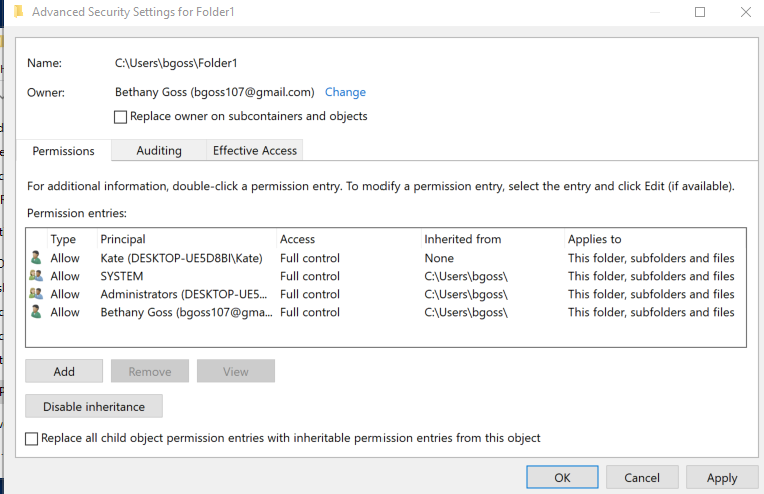 Advanced Security Settings for Folder1
Name: C:\Users\bgoss\Folder1
Owner: Bethany Goss (bgoss107@gmail.com) Change
Replace owner on subcontainers and objects
Permissions Auditing Effective Access
For additional information, double-click a permission entry. To modify a permission entry, select the entry and click Edit (if available).
Permission entries:
Type Principal Access Inherited from Applies to
Allow Kate (DESKTOP-UE5D8BI\Kate) Full control None This folder, subfolders and files
Allow SYSTEM Full control C:\Users\bgoss\ This folder, subfolders and files
Allow Administrators (DESKTOP-UE5... Full control C:\Users\bgoss\ This folder, subfolders and files
Allow Bethany Goss (bgoss107@gma... Full control C:\Users\bgoss\ This folder, subfolders and files
Add Remove View
Disable inheritance
Replace all child object permission entries with inheritable permission entries from this object
OK Cancel Apply